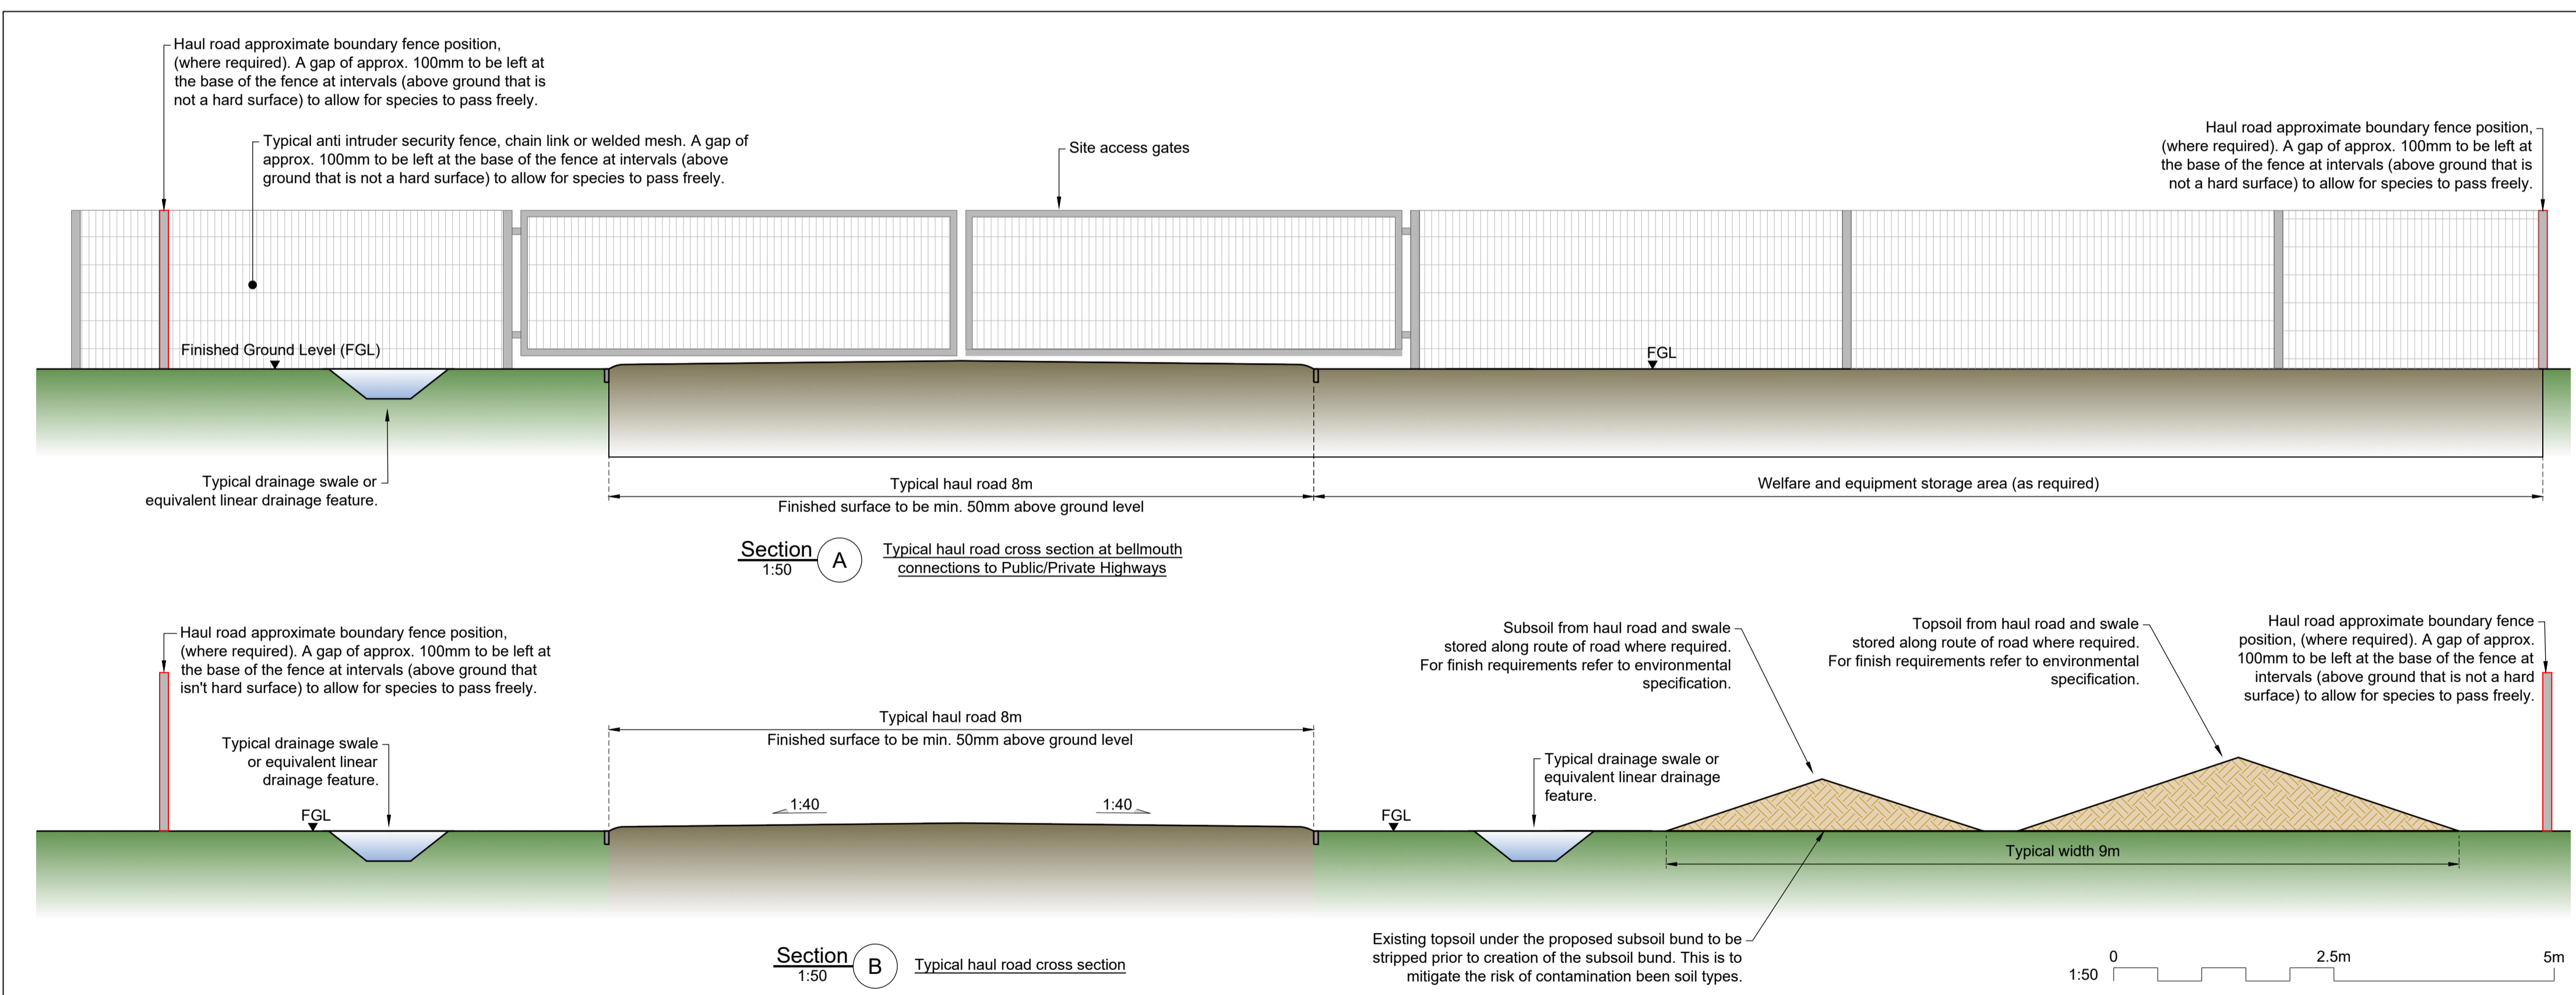 Haul road approximate boundary fence position,
(where required). A gap of approx. 100mm to be left at
the base of the fence at intervals (above ground that is
not a hard surface) to allow for species to pass freely.
Typical anti intruder security fence, chain link or welded mesh. A gap of
approx. 100mm to be left at the base of the fence at intervals (above
ground that is not a hard surface) to allow for species to pass freely.
Site access gates
Haul road approximate boundary fence position,
(where required). A gap of approx. 100mm to be left at
the base of the fence at intervals (above ground that is
not a hard surface) to allow for species to pass freely.
Finished Ground Level (FGL)
FGL
Typical drainage swale or
equivalent linear drainage feature.
Typical haul road 8m
Finished surface to be min. 50mm above ground level
Welfare and equipment storage area (as required)
Section
1:50
A
Typical haul road cross section at bellmouth
connections to Public/Private Highways
Haul road approximate boundary fence position,
(where required). A gap of approx. 100mm to be left at
the base of the fence at intervals (above ground that
isn't hard surface) to allow for species to pass freely.
Typical drainage swale
or equivalent linear
drainage feature.
FGL
Typical haul road 8m
Finished surface to be min. 50mm above ground level
1:40
1:40
FGL
Typical drainage swale or
equivalent linear drainage
feature.
Subsoil from haul road and swale
stored along route of road where required.
For finish requirements refer to environmental
specification.
Topsoil from haul road and swale
stored along route of road where required.
For finish requirements refer to environmental
specification.
Haul road approximate boundary fence
position, (where required). A gap of approx.
100mm to be left at the base of the fence at
intervals (above ground that is not a hard
surface) to allow for species to pass freely.
Typical width 9m
Existing topsoil under the proposed subsoil bund to be
stripped prior to creation of the subsoil bund. This is to
mitigate the risk of contamination been soil types.
Section
1:50
B
Typical haul road cross section
1:50
0
2.5m
5m